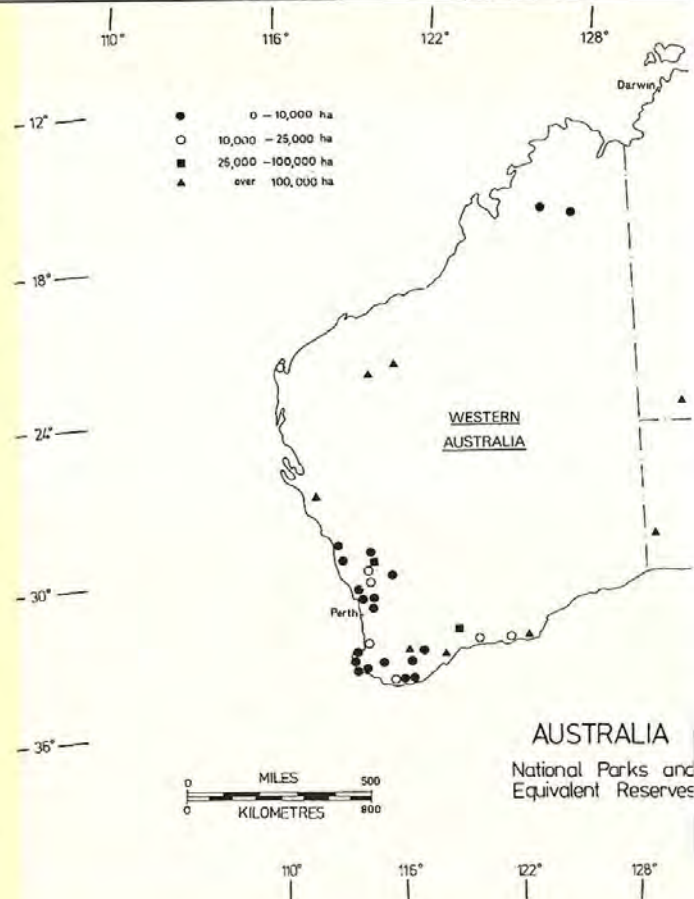 110° 116° 122° 128°
Darwin
12°
0 – 10,000 ha
10,000 – 25,000 ha
25,000 – 100,000 ha
over 100,000 ha
18°
WESTERN
24°
AUSTRALIA
30°
Perth
36°
AUSTRALIA
National Parks and
Equivalent Reserves
0 MILES 500
0 KILOMETRES 800
110° 116° 122° 128°